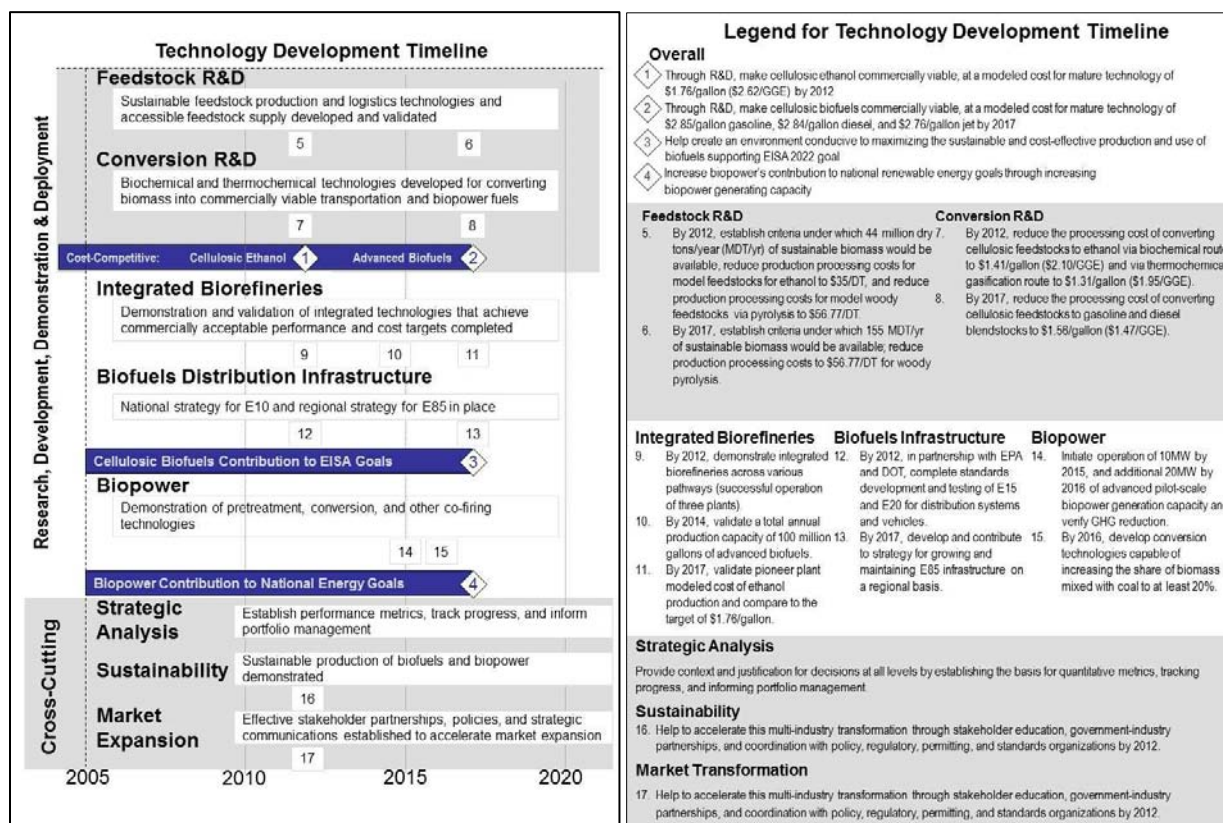 Technology Development Timeline
Research, Development, Demonstration & Deployment
Feedstock R&D
Sustainable feedstock production and logistics technologies and
accessible feedstock supply developed and validated
5 6
Conversion R&D
Biochemical and thermochemical technologies developed for converting
biomass into commercially viable transportation and biopower fuels
7 8
Cost-Competitive: Cellulosic Ethanol 1 Advanced Biofuels 2
Integrated Biorefineries
Demonstration and validation of integrated technologies that achieve
commercially acceptable performance and cost targets completed
9 10 11
Biofuels Distribution Infrastructure
National strategy for E10 and regional strategy for E85 in place
12 13
Cellulosic Biofuels Contribution to EISA Goals 3
Biopower
Demonstration of pretreatment, conversion, and other co-firing
technologies
14 15
Biopower Contribution to National Energy Goals 4
Cross-Cutting
Strategic
Analysis
Establish performance metrics, track progress, and inform
portfolio management
Sustainability
Sustainable production of biofuels and biopower
demonstrated
16
Market
Expansion
Effective stakeholder partnerships, policies, and strategic
communications established to accelerate market expansion
17
2005 2010 2015 2020
Legend for Technology Development Timeline
Overall
1 Through R&D, make cellulosic ethanol commercially viable, at a modeled cost for mature technology of
$1.76/gallon ($2.62/GGE) by 2012
2 Through R&D, make cellulosic biofuels commercially viable, at a modeled cost for mature technology of
$2.85/gallon gasoline, $2.84/gallon diesel, and $2.76/gallon jet by 2017
3 Help create an environment conducive to maximizing the sustainable and cost-effective production and use of
biofuels supporting EISA 2022 goal
4 Increase biopower's contribution to national renewable energy goals through increasing
biopower generating capacity
Feedstock R&D
5. By 2012, establish criteria under which 44 million dry
tons/year (MDT/yr) of sustainable biomass would be
available, reduce production processing costs for
model feedstocks for ethanol to $35/DT, and reduce
production processing costs for model woody
feedstocks via pyrolysis to $56.77/DT.
6. By 2017, establish criteria under which 155 MDT/yr
of sustainable biomass would be available; reduce
production processing costs to $56.77/DT for woody
pyrolysis.
Conversion R&D
7. By 2012, reduce the processing cost of converting
cellulosic feedstocks to ethanol via biochemical rout
to $1.41/gallon ($2.10/GGE) and via thermochemica
gasification route to $1.31/gallon ($1.95/GGE).
8. By 2017, reduce the processing cost of converting
cellulosic feedstocks to gasoline and diesel
blendstocks to $1.56/gallon ($1.47/GGE).
Integrated Biorefineries
9. By 2012, demonstrate integrated
biorefineries across various
pathways (successful operation
of three plants).
10. By 2014, validate a total annual
production capacity of 100 million
gallons of advanced biofuels.
11. By 2017, validate pioneer plant
modeled cost of ethanol
production and compare to the
target of $1.76/gallon.
Biofuels Infrastructure
12. By 2012, in partnership with EPA
and DOT, complete standards
development and testing of E15
and E20 for distribution systems
and vehicles.
13. By 2017, develop and contribute
to strategy for growing and
maintaining E85 infrastructure on
a regional basis.
Biopower
14. Initiate operation of 10MW by
2015, and additional 20MW by
2016 of advanced pilot-scale
biopower generation capacity an
verify GHG reduction.
15. By 2016, develop conversion
technologies capable of
increasing the share of biomass
mixed with coal to at least 20%.
Strategic Analysis
Provide context and justification for decisions at all levels by establishing the basis for quantitative metrics, tracking
progress, and informing portfolio management
Sustainability
16. Help to accelerate this multi-industry transformation through stakeholder education, government-industry
partnerships, and coordination with policy, regulatory, permitting, and standards organizations by 2012.
Market Transformation
17. Help to accelerate this multi-industry transformation through stakeholder education, government-industry
partnerships, and coordination with policy, regulatory, permitting, and standards organizations by 2012.